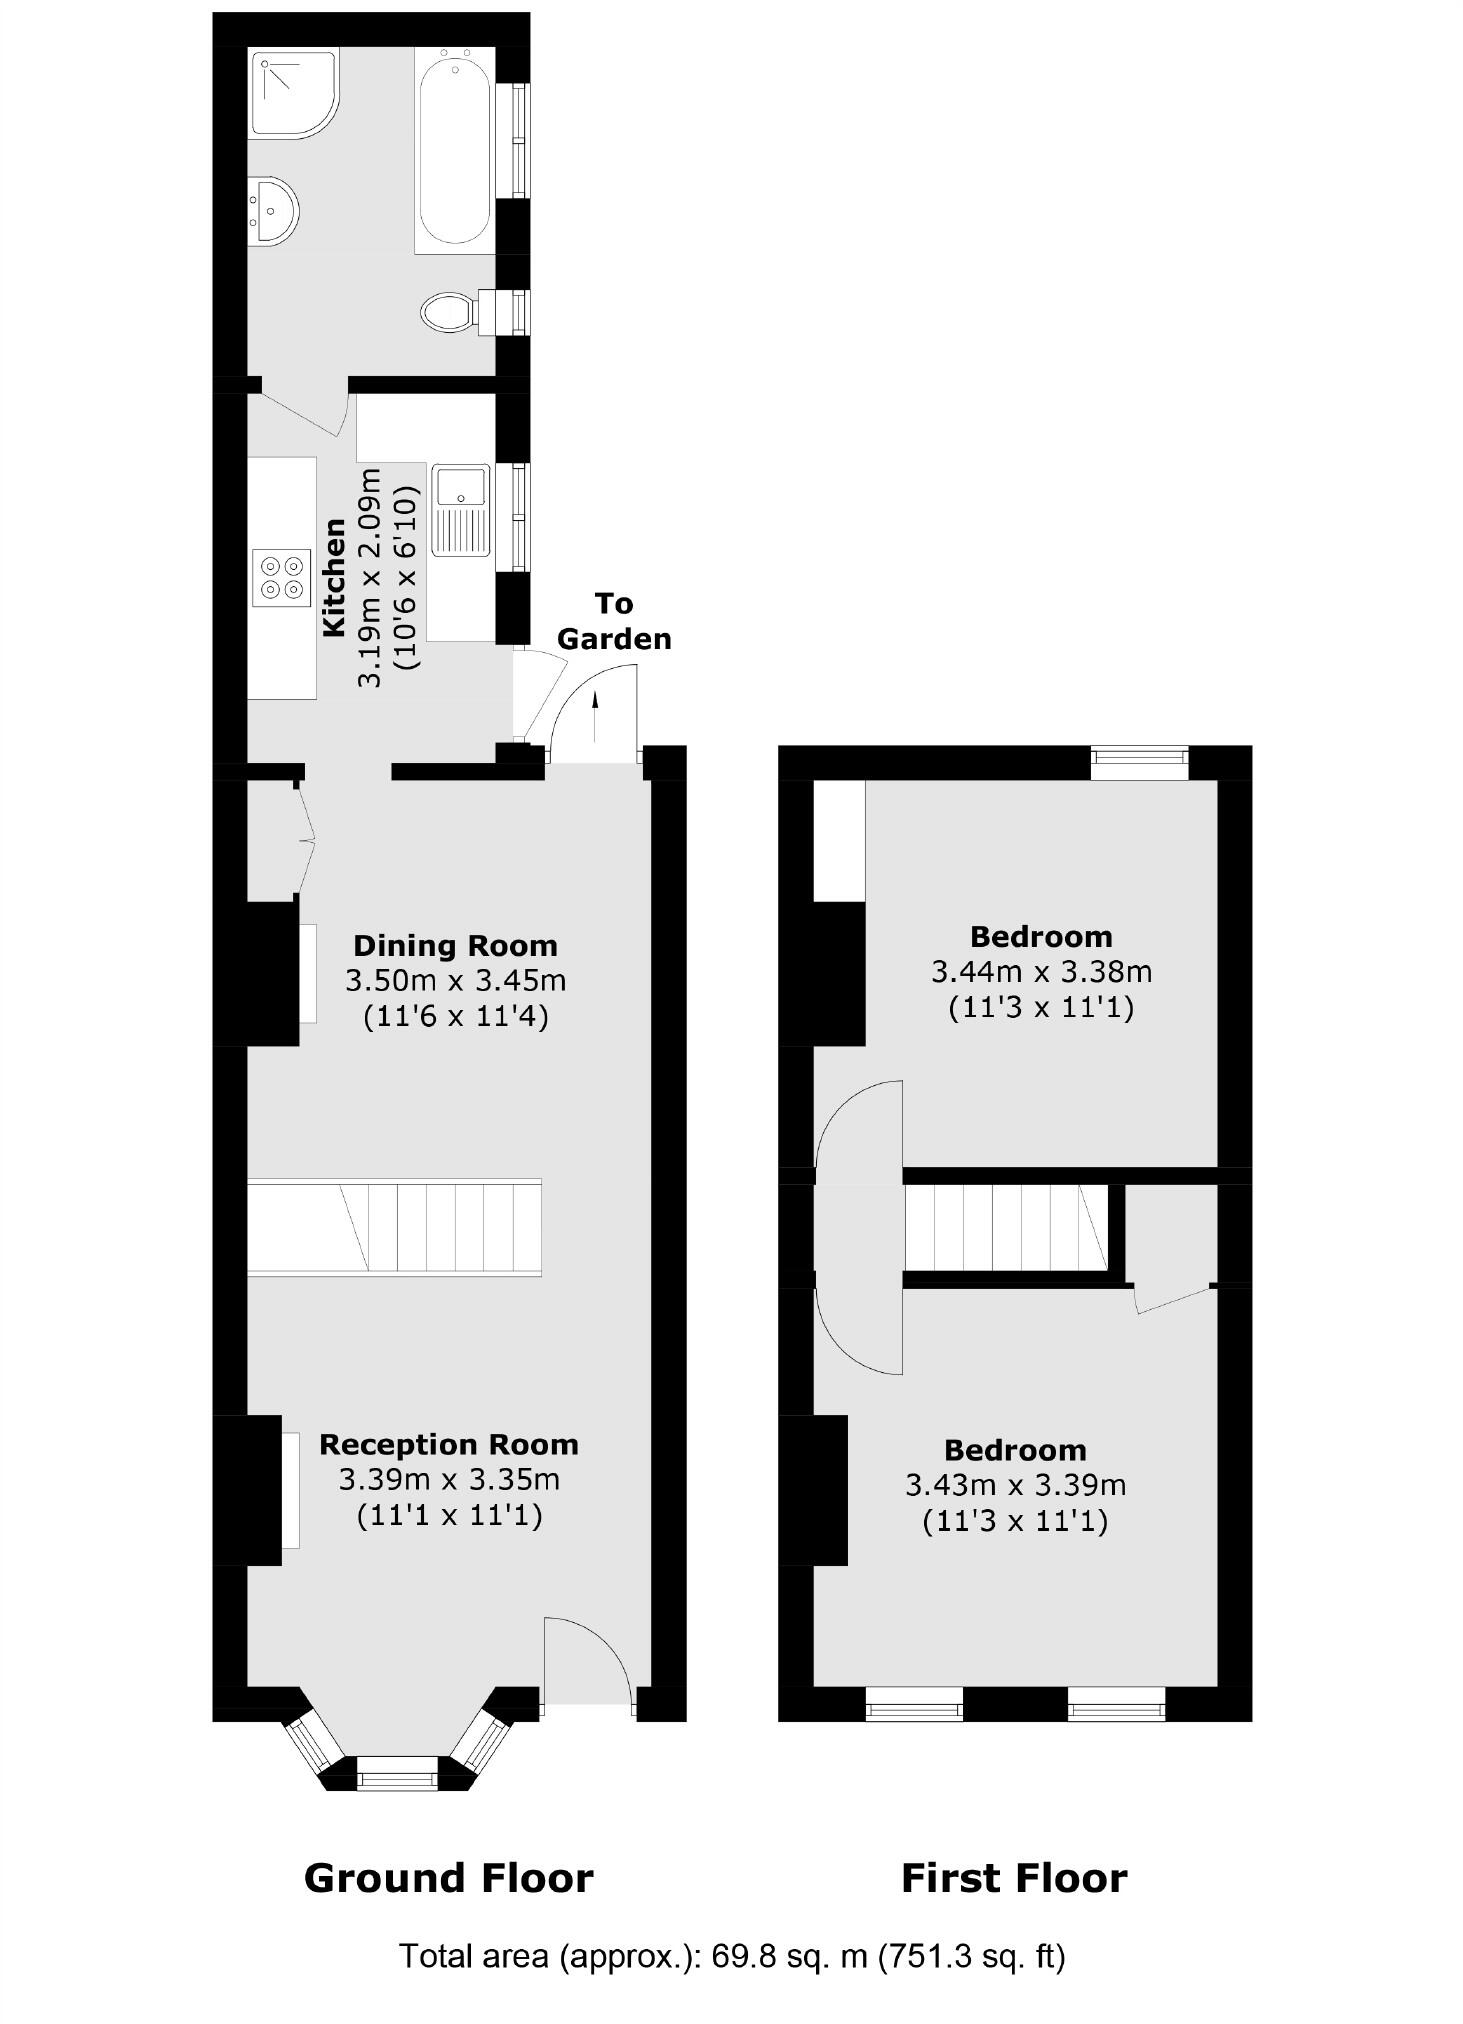 Kitchen
3.19m x 2.09m
(10'6 x 6'10)
To
Garden
Dining Room
3.50m x 3.45m
(11'6 x 11'4)
Reception Room
3.39m x 3.35m
(11'1 x 11'1)
Bedroom
3.44m x 3.38m
(11'3 x 11'1)
Bedroom
3.43m x 3.39m
(11'3 x 11'1)
Ground Floor
First Floor
Total area (approx.): 69.8 sq. m (751.3 sq. ft)